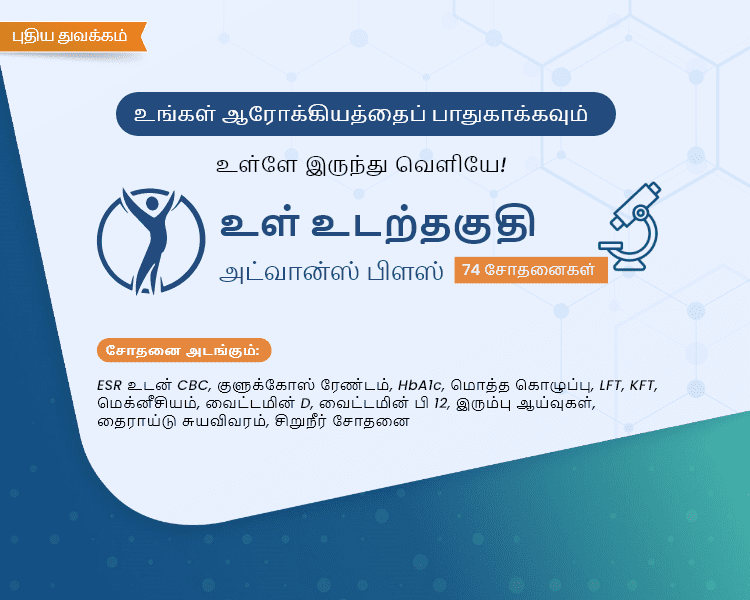 புதிய துவக்கம்
உங்கள் ஆரோக்கியத்தைப் பாதுகாக்கவும்
உள்ளே இருந்து வெளியே!
உள் உடற்தகுதி
அட்வான்ஸ் பிளஸ் 74 சோதனைகள்
சோதனை அடங்கும்:
ESR உடன் CBC, குளுக்கோஸ் ரேண்டம், HbA1c, மொத்த கொழுப்பு, LFT, KFT,
மெக்னீசியம், வைட்டமின் D, வைட்டமின் பி 12, இரும்பு ஆய்வுகள்,
தைராய்டு சுயவிவரம், சிறுநீர் சோதனை